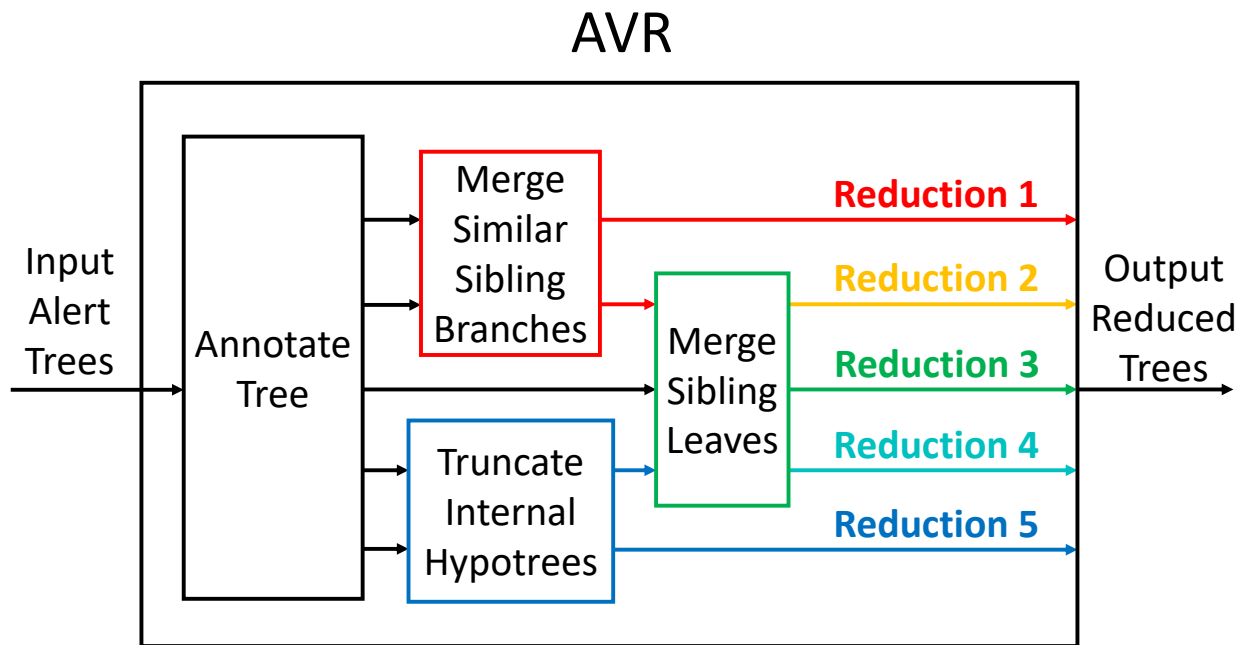 AVR
Input
Alert
Trees
Annotate
Tree
Merge
Similar
Sibling
Branches
Truncate
Internal
Hypotrees
Merge
Sibling
Leaves
Reduction 1
Reduction 2
Reduction 3
Reduction 4
Reduction 5
Output
Reduced
Trees